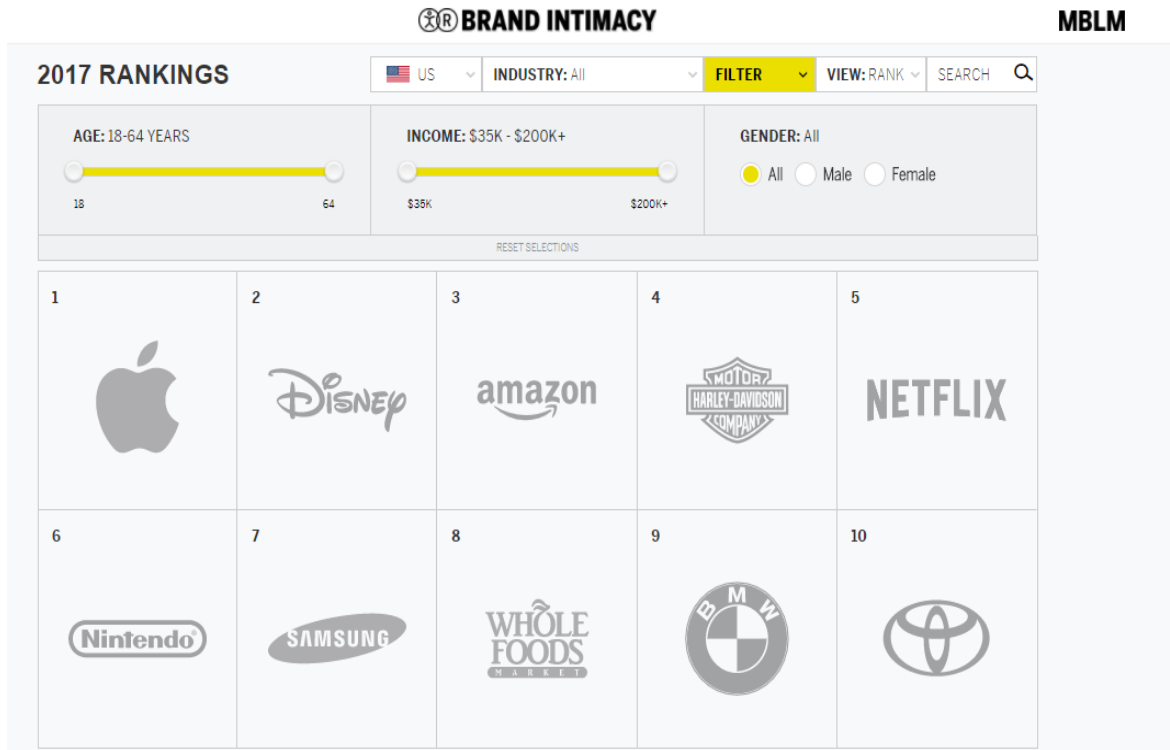 BRAND INTIMACY
MBLM
2017 RANKINGS
US
INDUSTRY: All
FILTER
VIEW: RANK
SEARCH
AGE: 18-64 YEARS
18
64
INCOME: $35K - $200K+
$35K
$200K+
GENDER: All
All
Male
Female
RESET SELECTIONS
1
2
DISNEY
3
amazon
4
MOTOR
HARLEY-DAVIDSON
COMPANY
5
NETFLIX
6
Nintendo
7
SAMSUNG
8
WHOLE
FOODS
MARKET
9
BMW
10